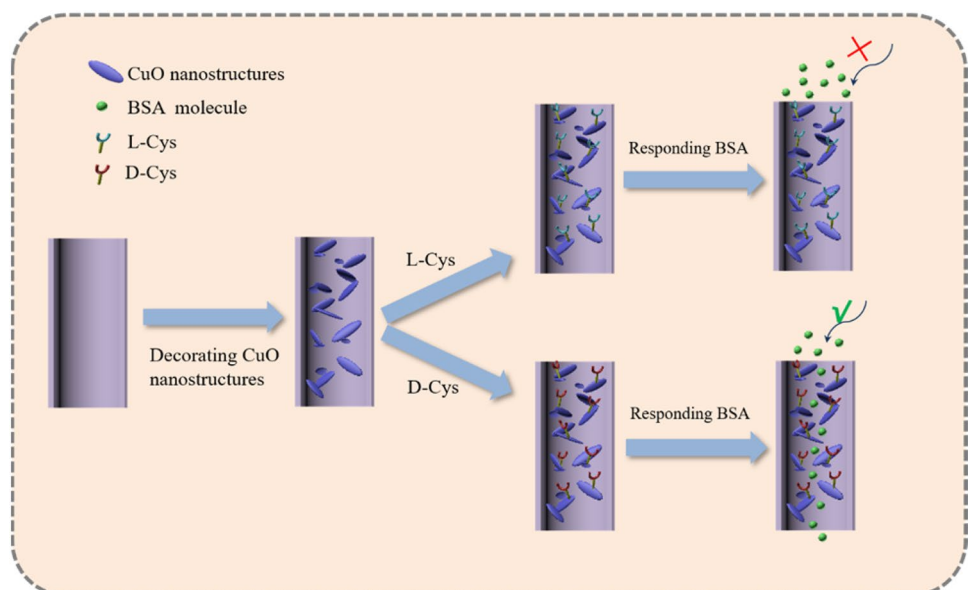 CuO nanostructures
BSA molecule
L-Cys
D-Cys
Decorating CuO
nanostructures
L-Cys
D-Cys
Responding BSA
Responding BSA